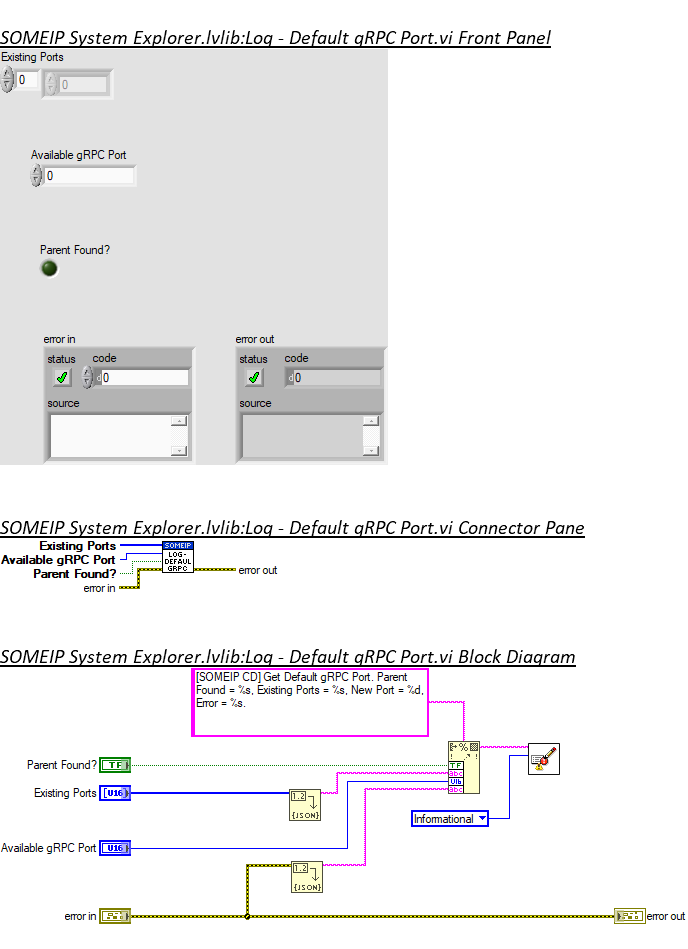 SOMEIP System Explorer.lvlib:Log - Default gRPC Port.vi Front Panel
Existing Ports
0
0
Available gRPC Port
0
Parent Found?
error in
error out
status
code
status
code
d0
d0
source
source
SOMEIP System Explorer.lvlib:Log - Default gRPC Port.vi Connector Pane
Existing Ports
SOMEIP
Available gRPC Port
LOG-
DEFAUL
Parent Found?
GRPC
error out
error in
SOMEIP System Explorer.lvlib:Log - Default gRPC Port.vi Block Diagram
[SOMEIP CD] Get Default gRPC Port. Parent
Found = %s, Existing Ports = %s, New Port = %d,
Error = %s.
Parent Found?
TF
TF
abc
U16
abc
Existing Ports
[U16]
1.2
{JSON}
Informational
Available gRPC Port
U16
1.2
{JSON}
error in
error out